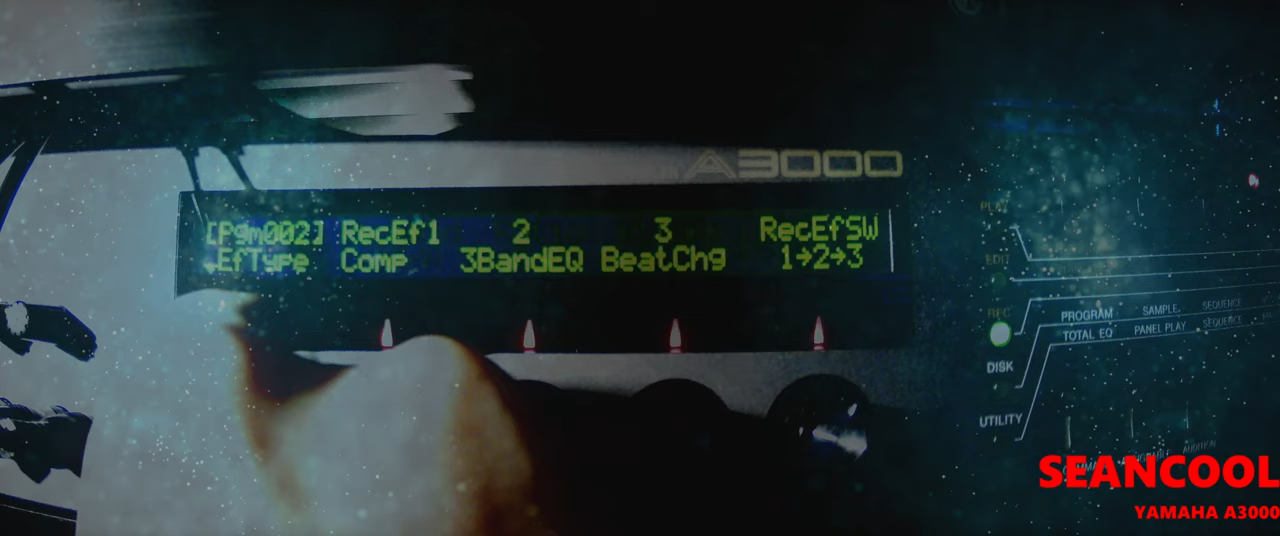 A3000
[Pgm002] RecEf1 2 3 RecEfSW
EfType Comp 3BandEQ BeatChg 1→2→3
PLAY
EDIT
REC
DISK
UTILITY
PROGRAM SAMPLE SEQUENCE
TOTAL EQ PANEL PLAY SEQUENCE
AUDITION
SEANCOOL
YAMAHA A3000